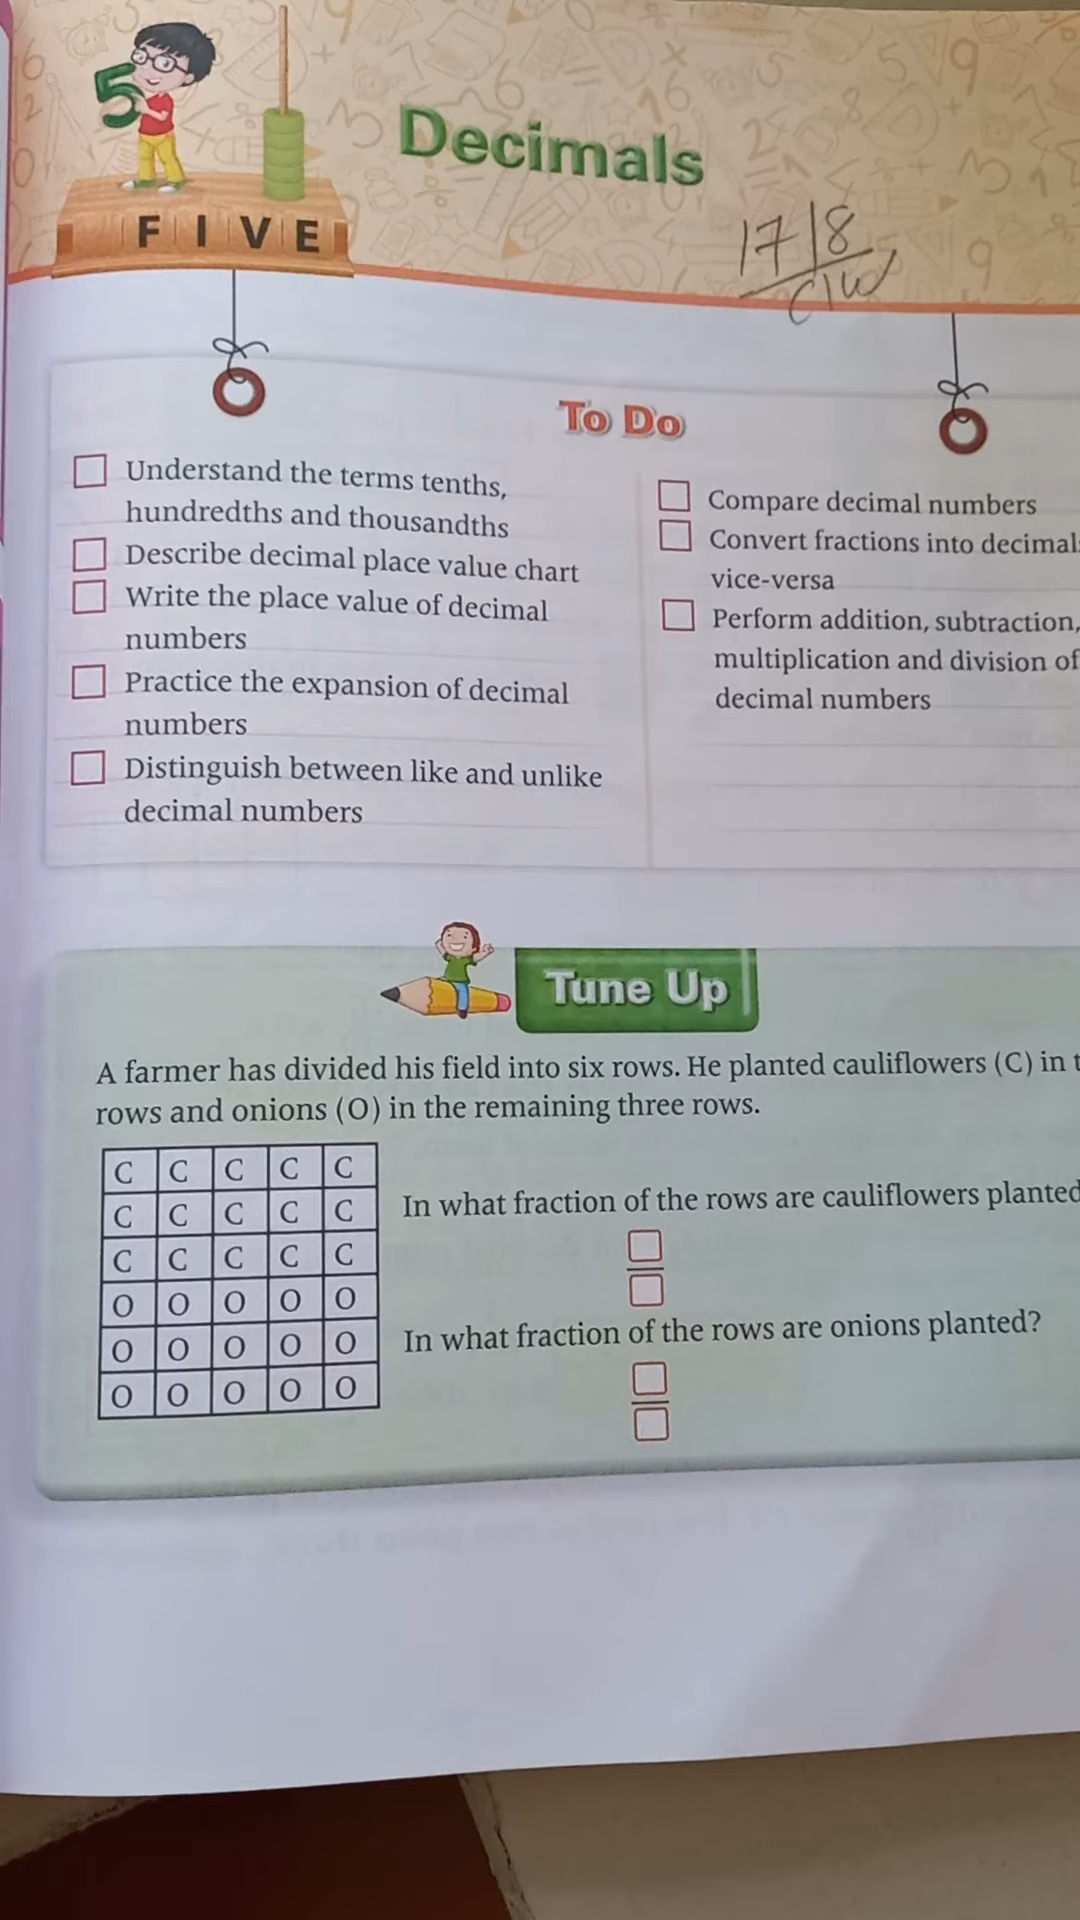 5
Decimals
FIVE
17/8
C/W
To Do
Understand the terms tenths,
hundredths and thousandths
Describe decimal place value chart
Write the place value of decimal
numbers
Practice the expansion of decimal
numbers
Distinguish between like and unlike
decimal numbers
Compare decimal numbers
Convert fractions into decimals
vice-versa
Perform addition, subtraction,
multiplication and division of
decimal numbers
Tune Up
A farmer has divided his field into six rows. He planted cauliflowers (C) in
rows and onions (O) in the remaining three rows.
C C C C C
C C C C C
C C C C C
O O O O O
O O O O O
O O O O O
In what fraction of the rows are cauliflowers planted
In what fraction of the rows are onions planted?